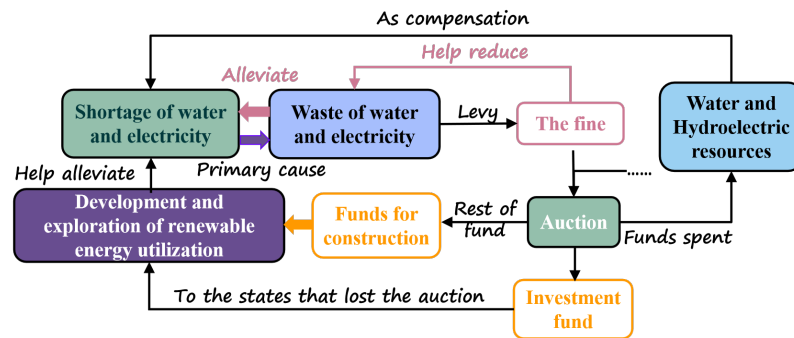 As compensation
Help reduce
Alleviate
Shortage of water
and electricity
Waste of water
and electricity
Levy
The fine
Water and
Hydroelectric
resources
Help alleviate
Primary cause
......
Development and
exploration of renewable
energy utilization
Funds for
construction
Rest of
fund
Auction
Funds spent
To the states that lost the auction
Investment
fund